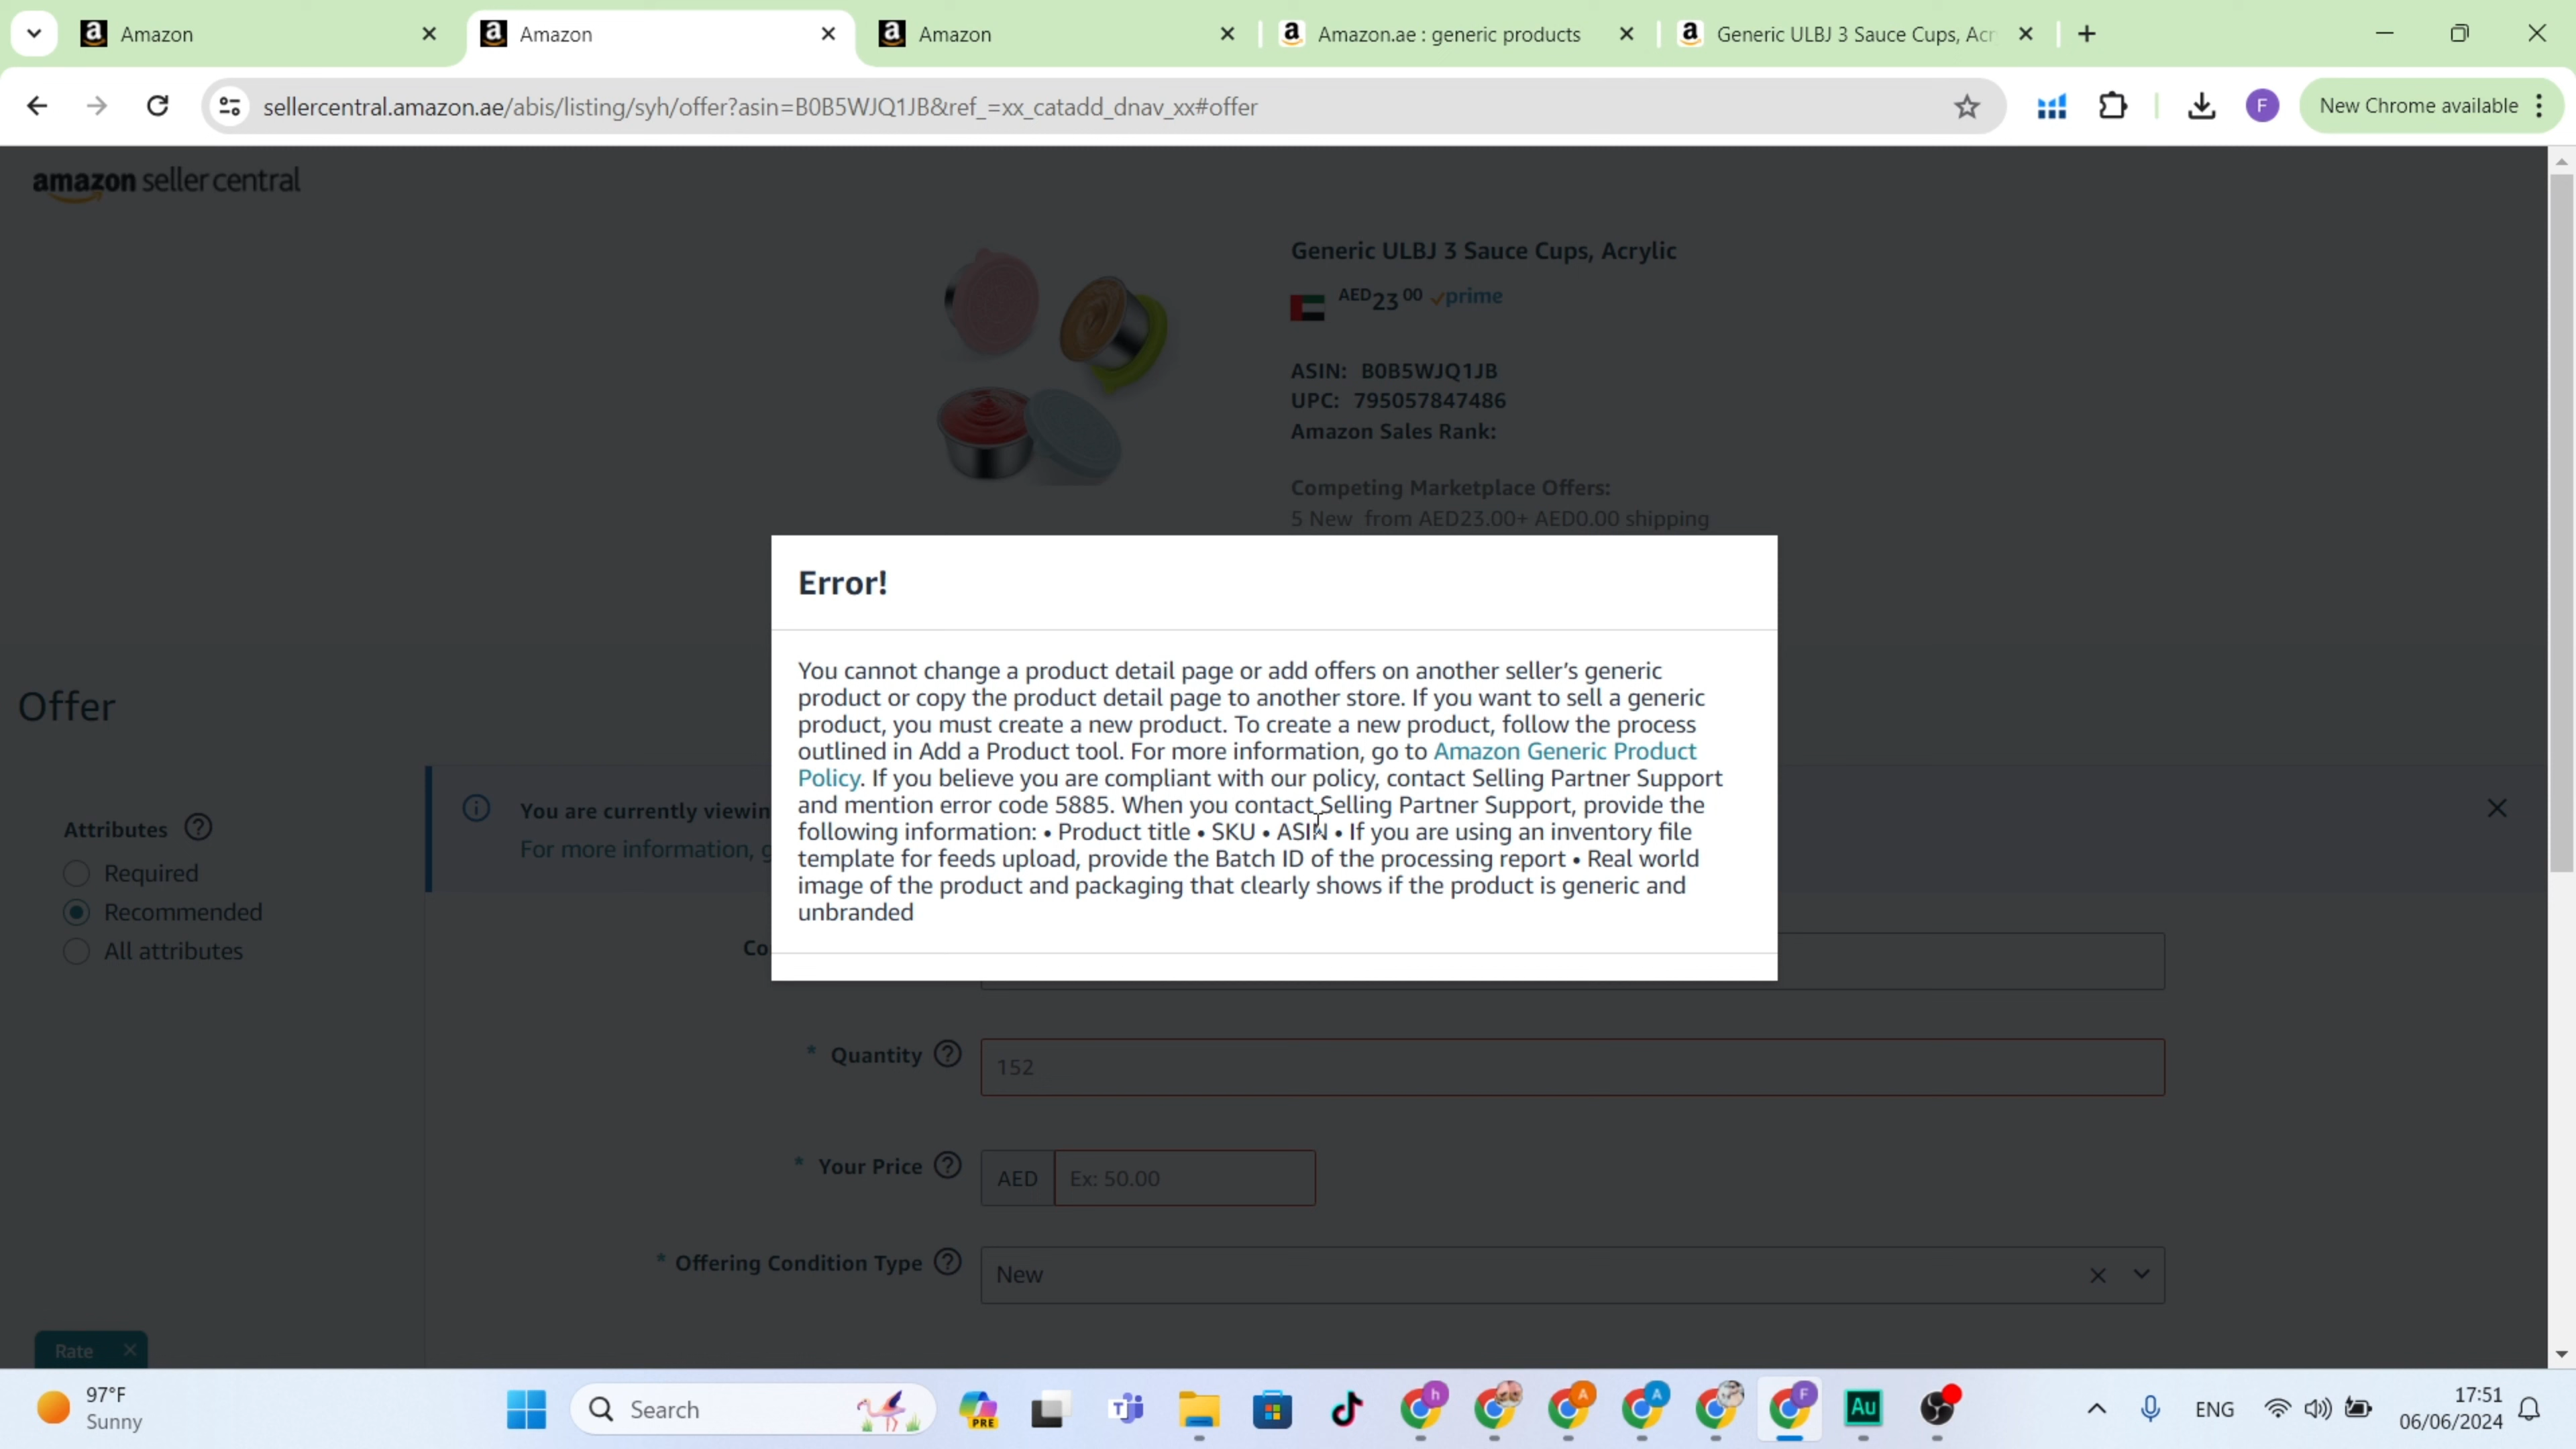 Amazon
Amazon
Amazon
Amazon.ae : generic products
Generic ULBJ 3 Sauce Cups, Acr
sellercentral.amazon.ae/abis/listing/syh/offer?asin=B0B5WJQ1JB&ref_=xx_catadd_dnav_xx#offer
F
New Chrome available
amazon seller central
Generic ULBJ 3 Sauce Cups, Acrylic
AED23 00 prime
ASIN: B0B5WJQ1JB
UPC: 795057847486
Amazon Sales Rank:
Competing Marketplace Offers:
5 New from AED23.00+ AED0.00 shipping
Error!
You cannot change a product detail page or add offers on another seller's generic
product or copy the product detail page to another store. If you want to sell a generic
product, you must create a new product. To create a new product, follow the process
outlined in Add a Product tool. For more information, go to Amazon Generic Product
Policy. If you believe you are compliant with our policy, contact Selling Partner Support
and mention error code 5885. When you contact Selling Partner Support, provide the
following information: • Product title • SKU • ASIN • If you are using an inventory file
template for feeds upload, provide the Batch ID of the processing report • Real world
image of the product and packaging that clearly shows if the product is generic and
unbranded
Offer
Attributes
Required
Recommended
All attributes
You are currently viewin
For more information, g
Co
* Quantity
152
* Your Price
AED
Ex: 50.00
* Offering Condition Type
New
Rate
97°F
Sunny
Search
PRE
h
A
A
F
Au
ENG
17:51
06/06/2024